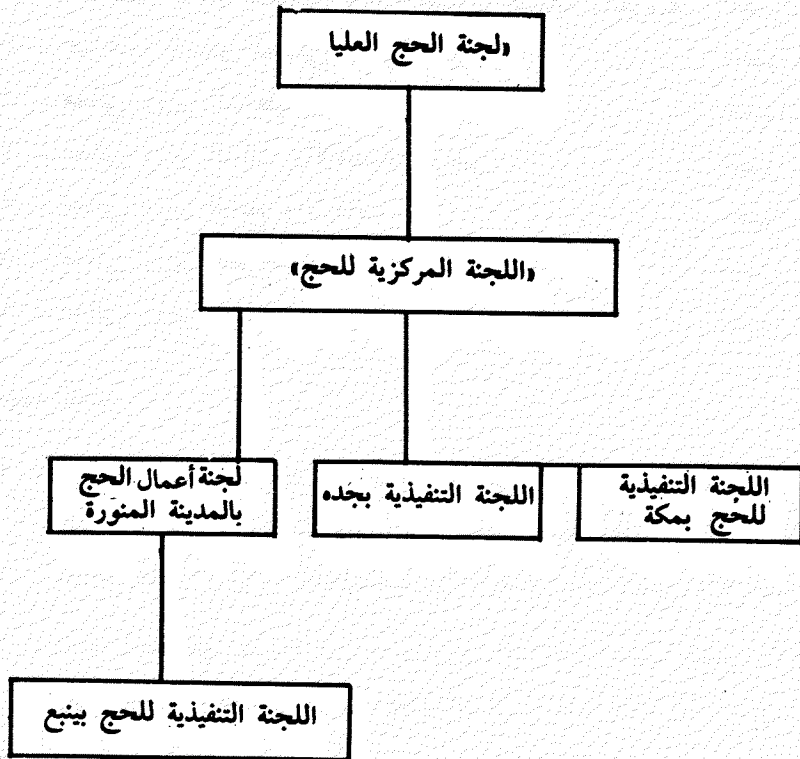 «لجنة الحج العليا
«اللجنة المركزية للحج»
اللجنة التنفيذية
للحج بمكة
اللجنة التنفيذية بجده
لجنة أعمال الحج
بالمدينة المنورة
اللجنة التنفيذية للحج بينبع